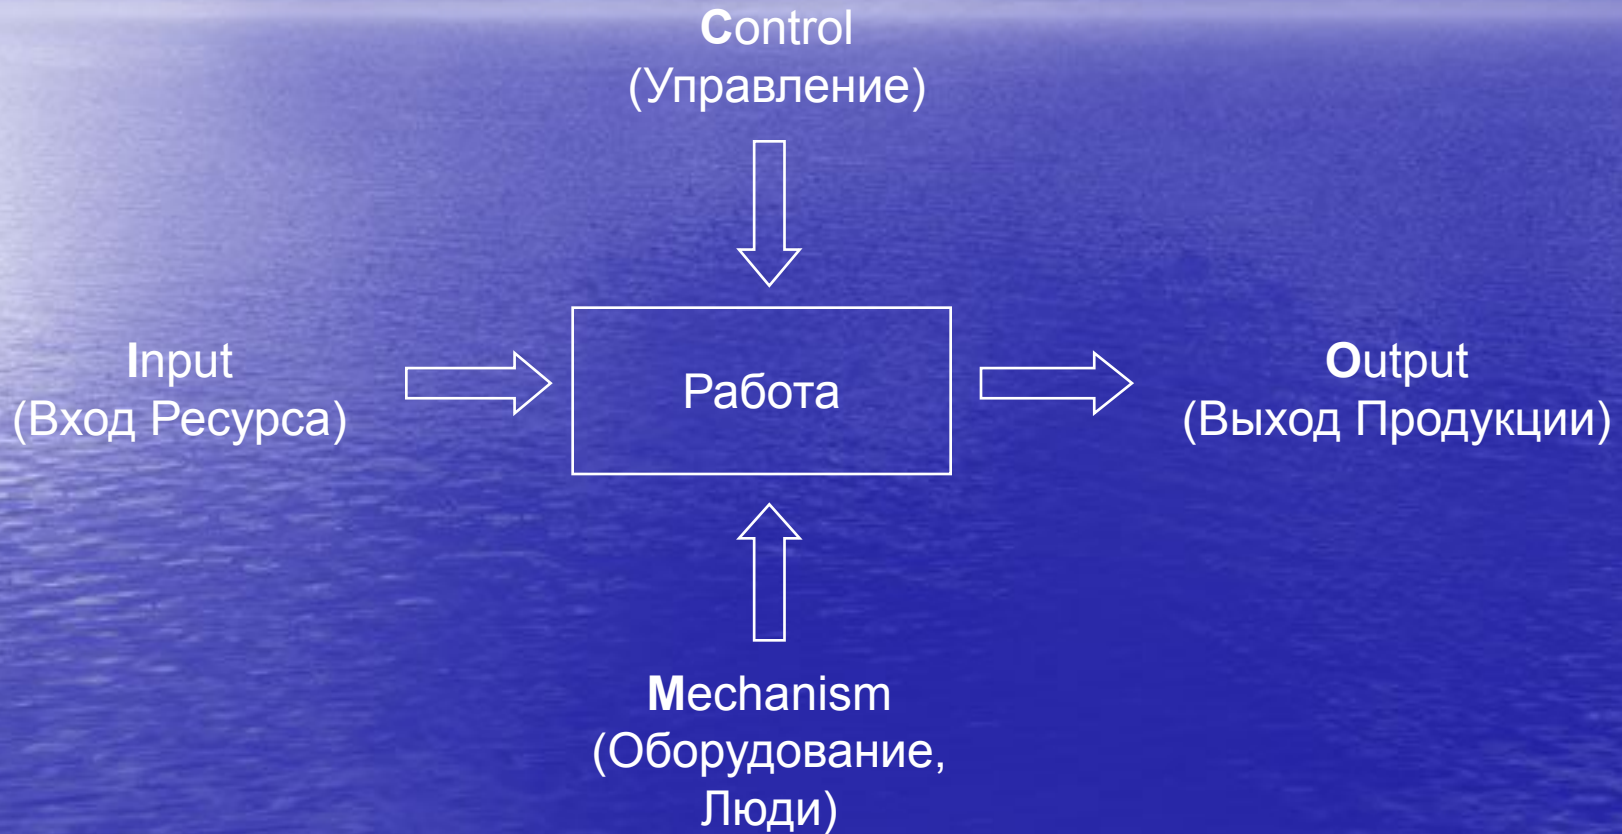 Control
(Управление)
Input
(Вход Ресурса)
Работа
Output
(Выход Продукции)
Mechanism
(Оборудование,
Люди)